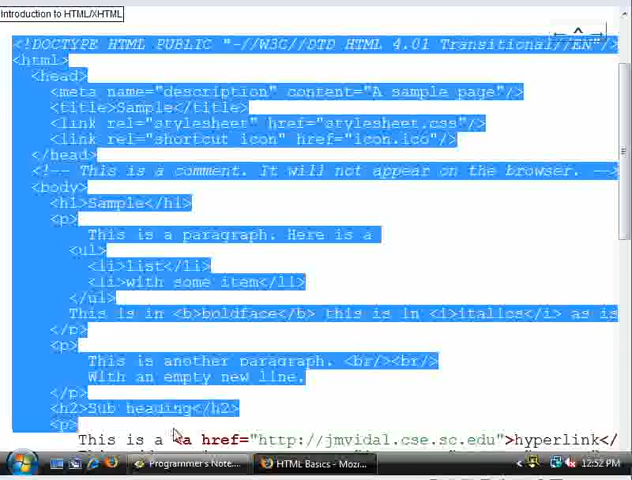 Introduction to HTML/XHTML
<!DOCTYPE HTML PUBLIC "-//W3C//DTD HTML 4.01 Transitional//EN"/>
<html>
<head>
<meta name="description" content="A sample page"/>
<title>Sample</title>
<link rel="stylesheet" href="stylesheet.css"/>
<link rel="shortcut icon" href="icon.ico"/>
</head>
<!-- This is a comment. It will not appear on the browser. -->
<body>
<h1>Sample</h1>
<p>
This is a paragraph. Here is a
<ul>
<li>list</li>
<li>with some item</li>
</ul>
This is in <b>boldface</b> this is in <i>italics</i> as is
</p>
<p>
This is another paragraph. <br/><br/>
With an empty new line.
</p>
<h2>Sub heading</h2>
<p>
This is a <a href="http://jmvidal.cse.sc.edu">hyperlink</
Programmer's Note...
HTML Basics - Moz...
12:52 PM